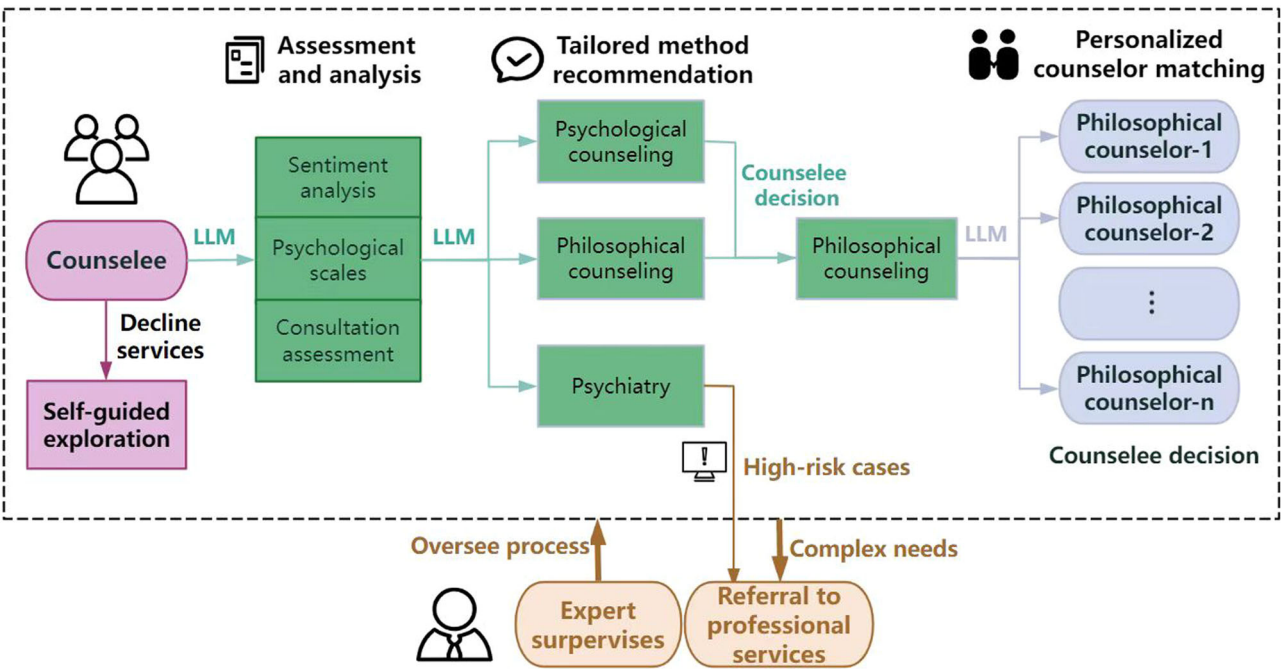 Assessment
and analysis
Tailored method
recommendation
Personalized
counselor matching
Counselee
LLM
Decline
services
Self-guided
exploration
Sentiment
analysis
Psychological
scales
Consultation
assessment
LLM
Psychological
counseling
Philosophical
counseling
Psychiatry
Counselee
decision
Philosophical
counseling
LLM
Philosophical
counselor-1
Philosophical
counselor-2
⋮
Philosophical
counselor-n
Counselee decision
!
High-risk cases
Oversee process
Complex needs
Expert
surpervises
Referral to
professional
services